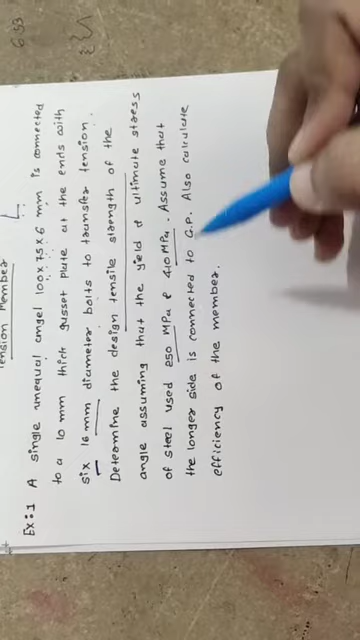 Tension Member
Ex:1 A single unequal angel 100x75x6 mm is connected
to a 10 mm thick gusset plate at the ends with
six 16 mm diameter bolts to transfer tension.
Determine the design tensile strength of the
angle assuming that the yield & ultimate stress
of steel used 250 MPa & 410 MPa. Assume that
the longer side is connected to G.P. Also calculate
efficiency of the member.